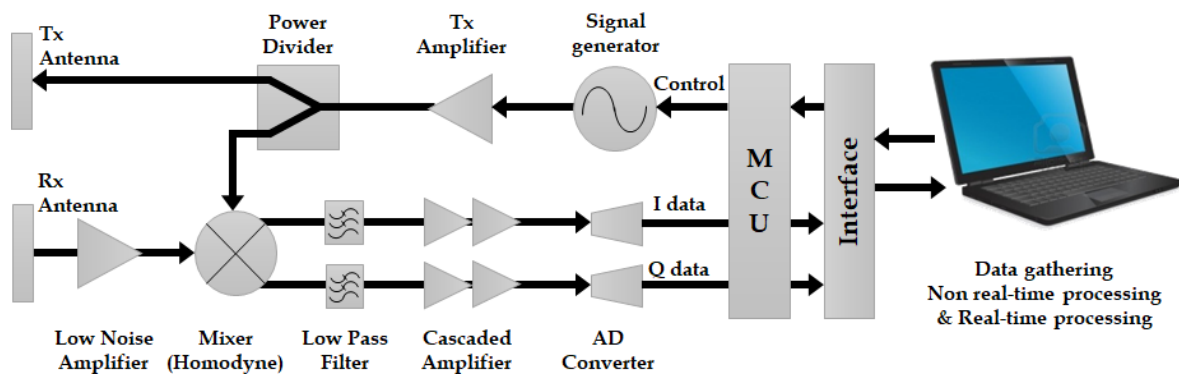 Tx
Antenna
Power
Divider
Tx
Amplifier
Signal
generator
Control
MCU
Interface
Rx
Antenna
I data
Q data
Low Noise
Amplifier
Mixer
(Homodyne)
Low Pass
Filter
Cascaded
Amplifier
AD
Converter
Data gathering
Non real-time processing
& Real-time processing